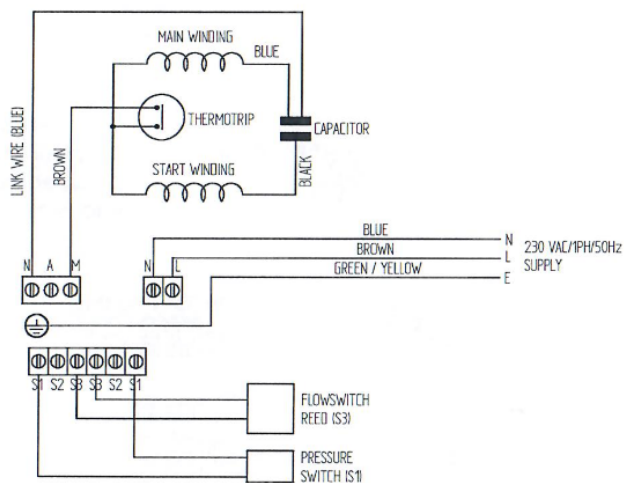 MAIN WINDING
BLUE
THERMOTRIP
CAPACITOR
LINK WIRE (BLUE)
BROWN
START WINDING
BLACK
N A M
N L
BLUE
BROWN
GREEN / YELLOW
N
L
E
230 VAC/1PH/50Hz
SUPPLY
S1 S2 S3 S3 S2 S1
FLOWSWITCH
REED (S3)
PRESSURE
SWITCH (S1)